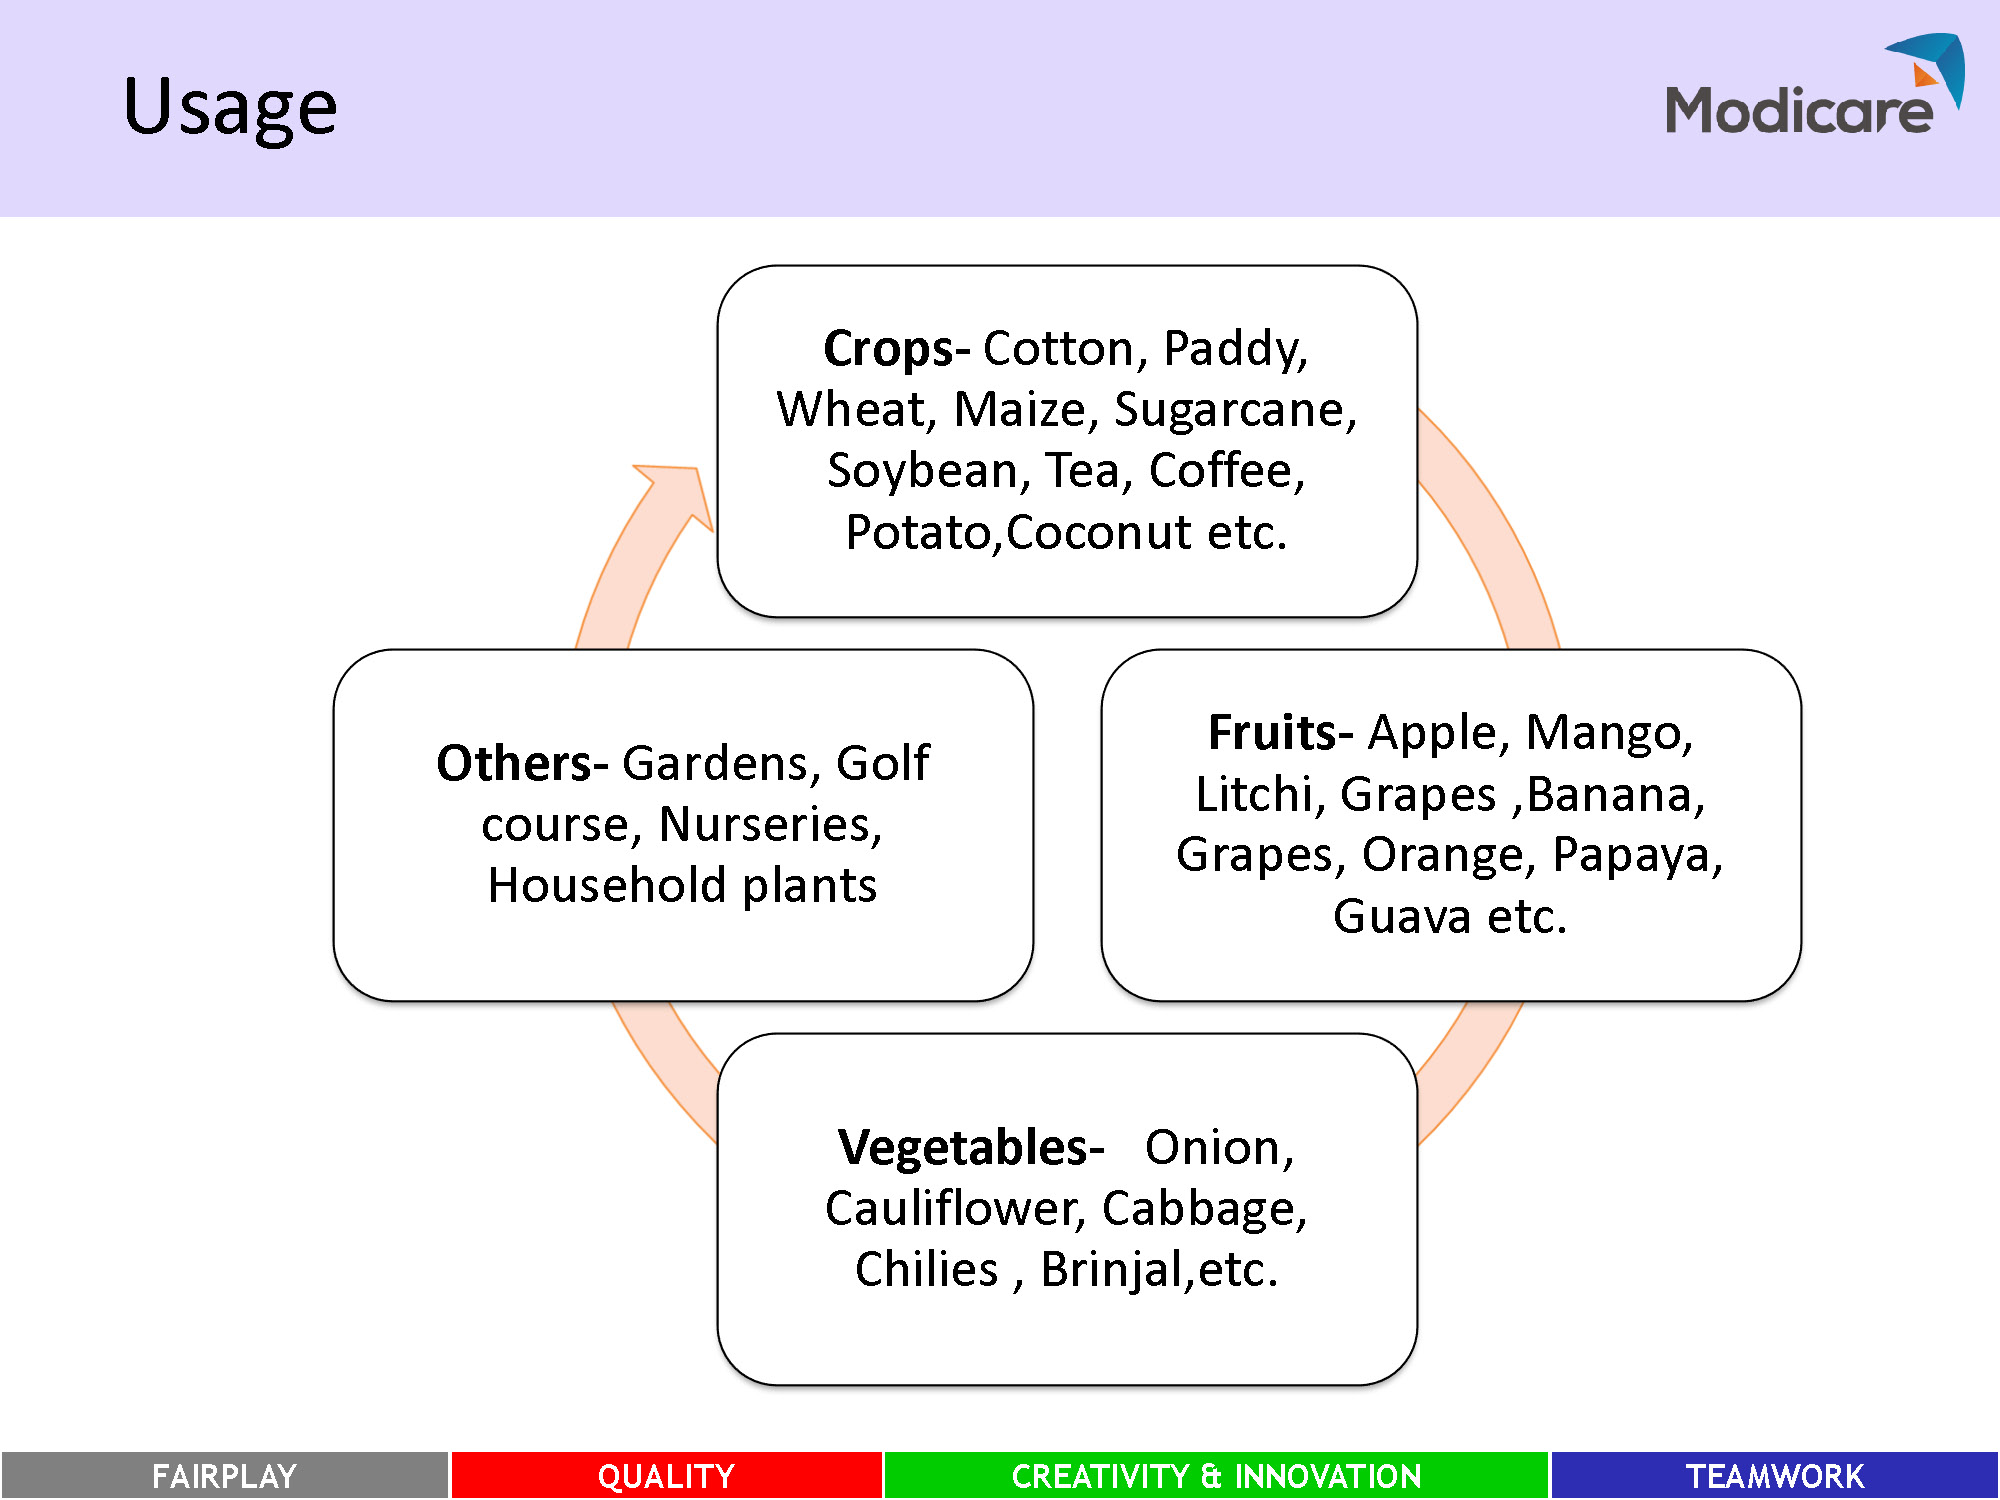 Usage
Modicare
Crops- Cotton, Paddy,
Wheat, Maize, Sugarcane,
Soybean, Tea, Coffee,
Potato,Coconut etc.
Others- Gardens, Golf
course, Nurseries,
Household plants
Fruits- Apple, Mango,
Litchi, Grapes ,Banana,
Grapes, Orange, Papaya,
Guava etc.
Vegetables-   Onion,
Cauliflower, Cabbage,
Chilies , Brinjal,etc.
FAIRPLAY
QUALITY
CREATIVITY & INNOVATION
TEAMWORK